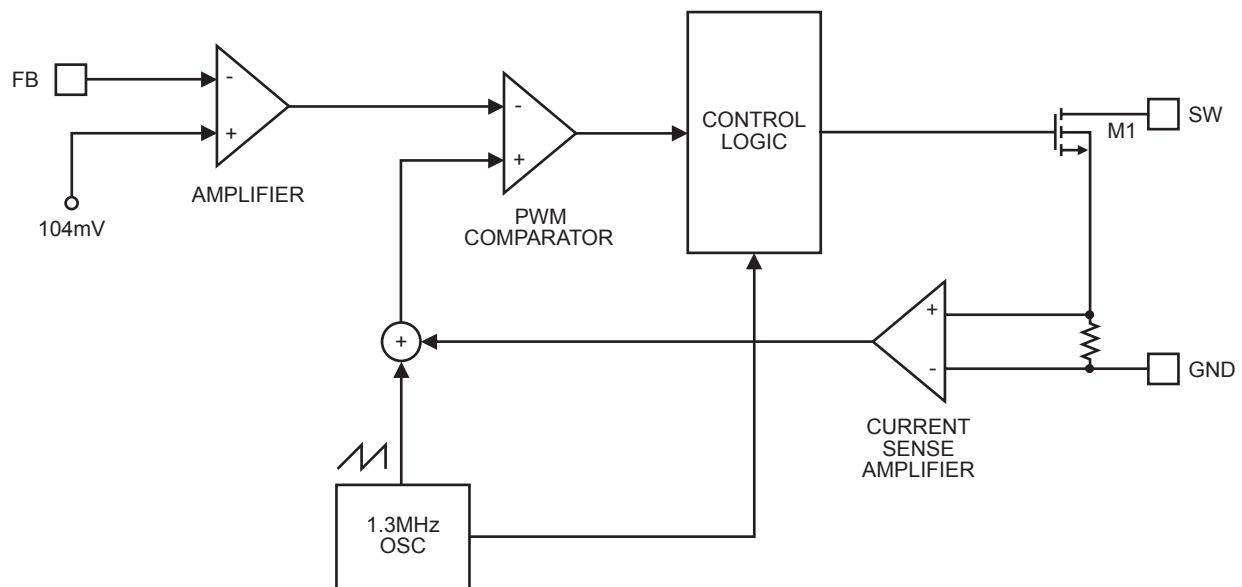 FB
-
+
104mV
AMPLIFIER
-
+
PWM
COMPARATOR
CONTROL
LOGIC
M1
SW
+
+
-
GND
CURRENT
SENSE
AMPLIFIER
1.3MHz
OSC